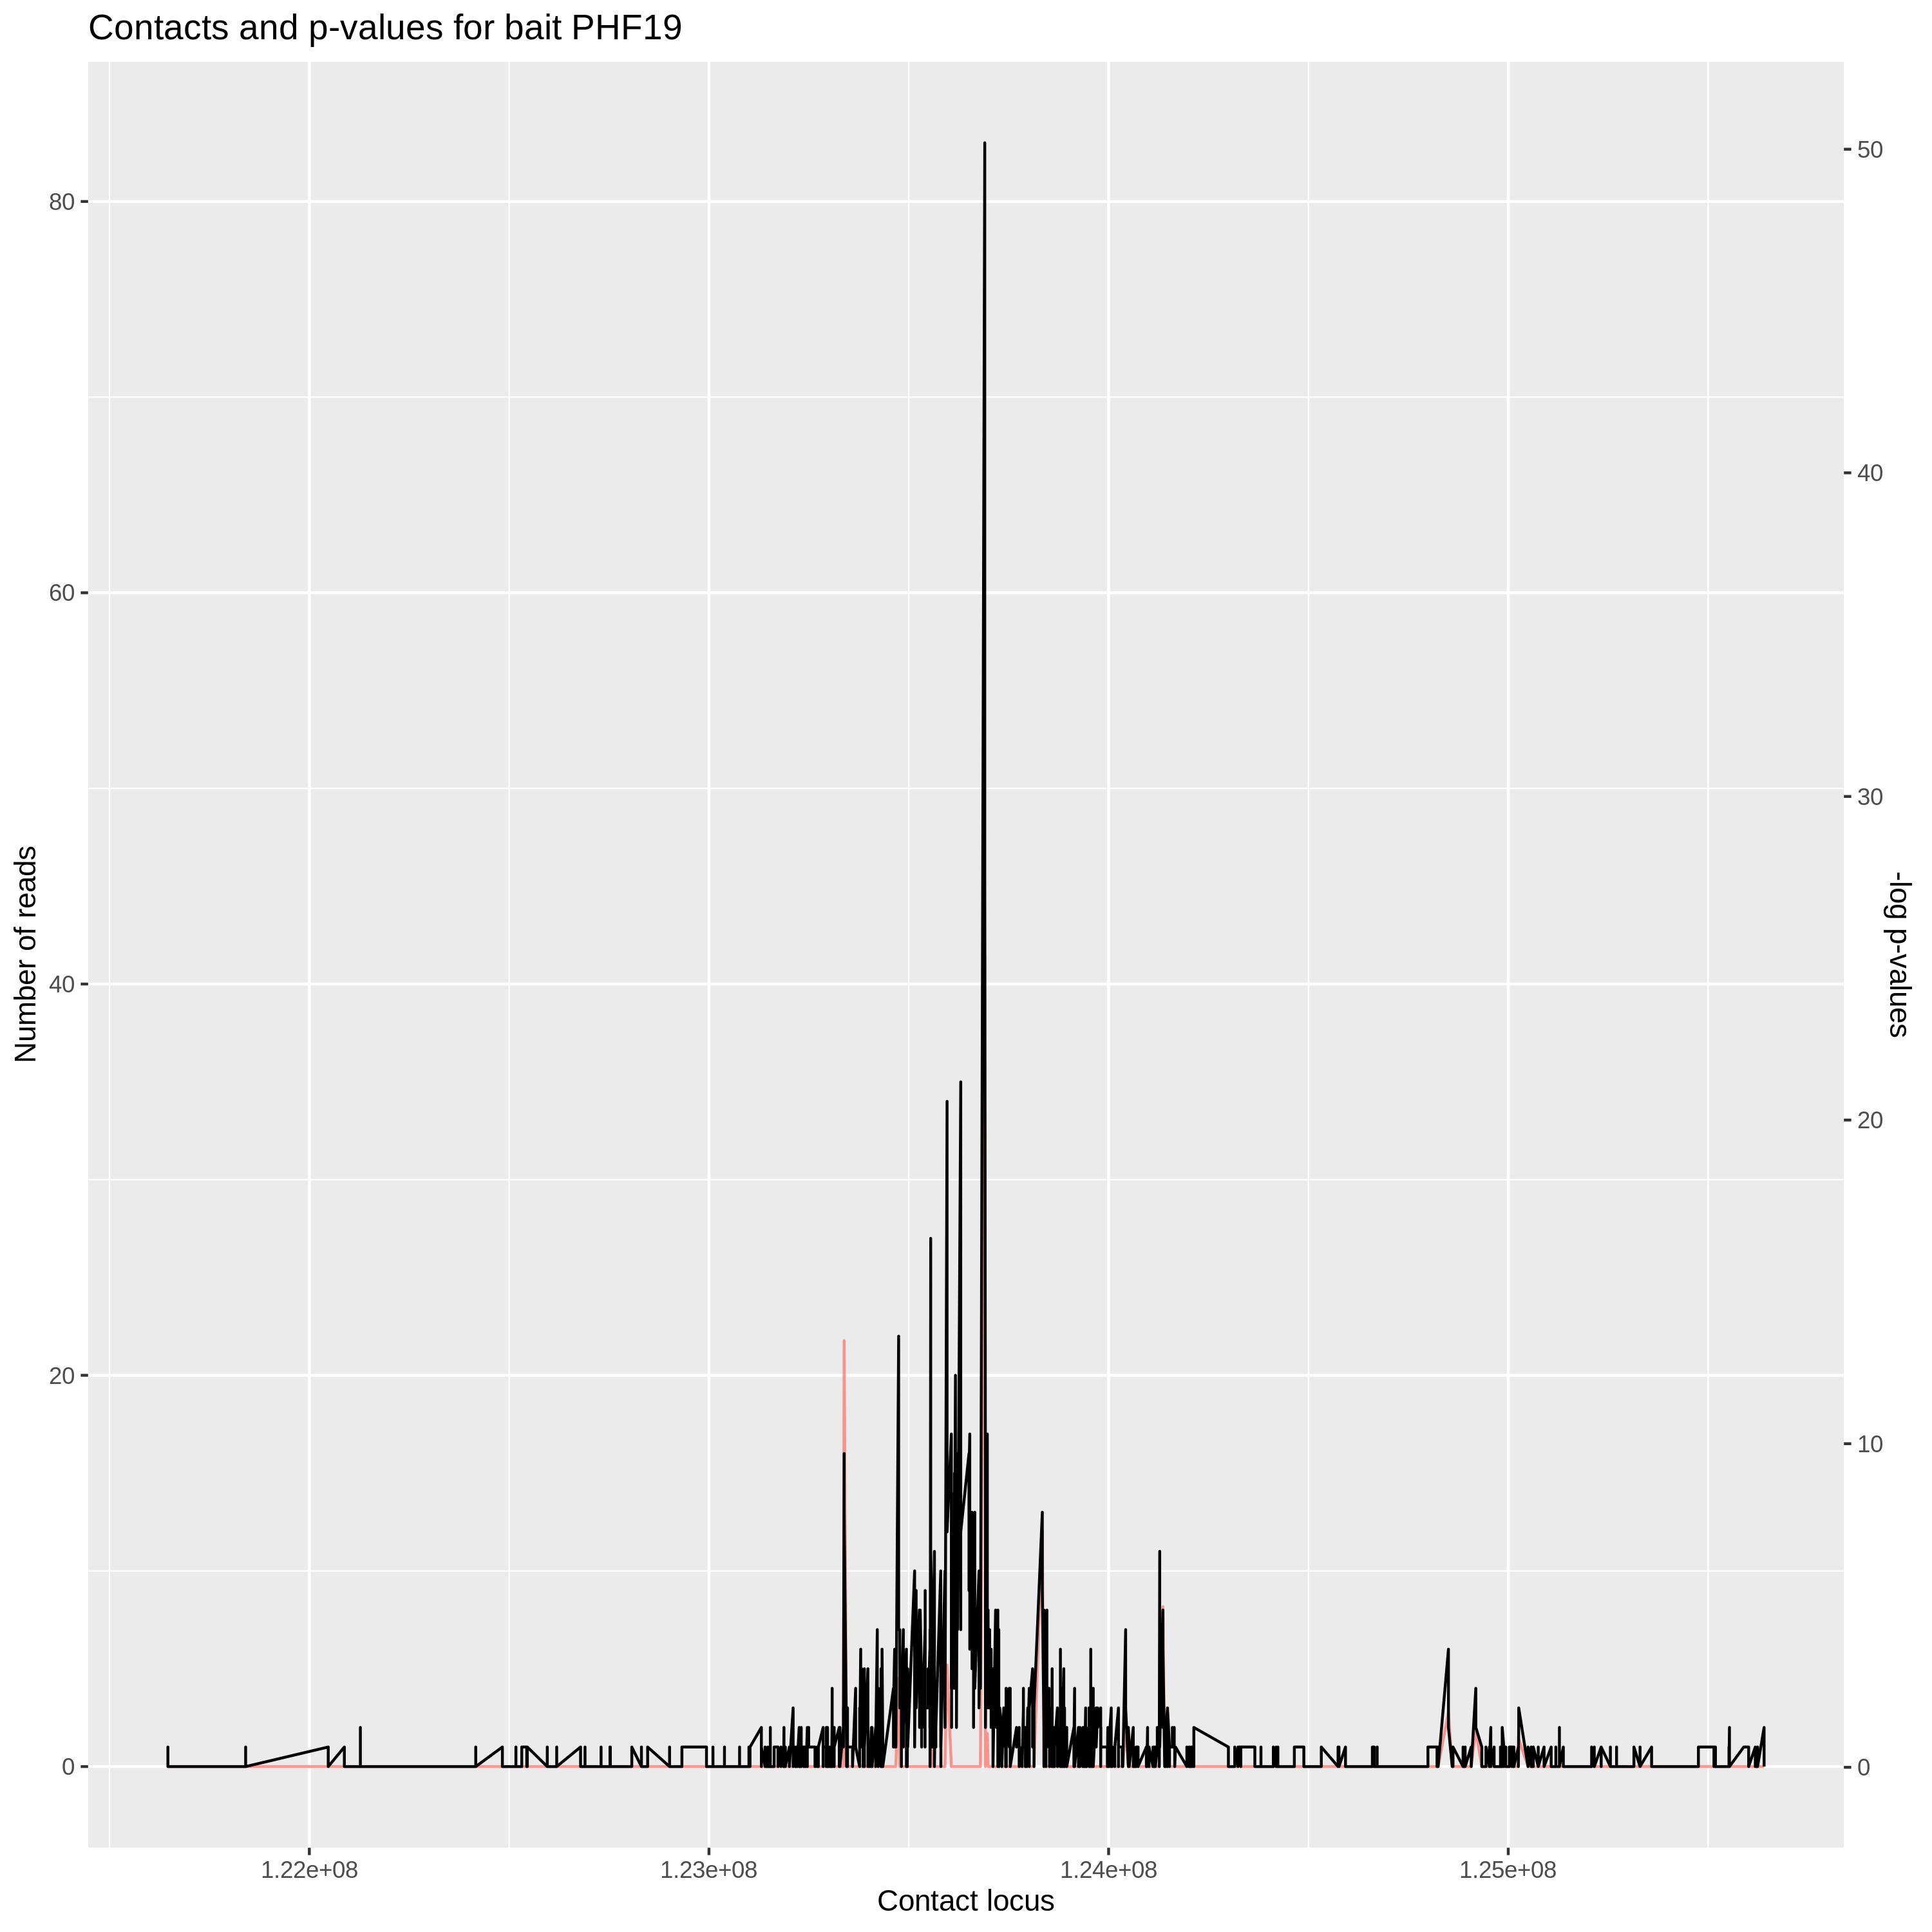 Contacts and p-values for bait PHF19
80
60
40
20
0
Number of reads
50
40
30
20
10
0
-log p-values
1.22e+08
1.23e+08
1.24e+08
1.25e+08
Contact locus